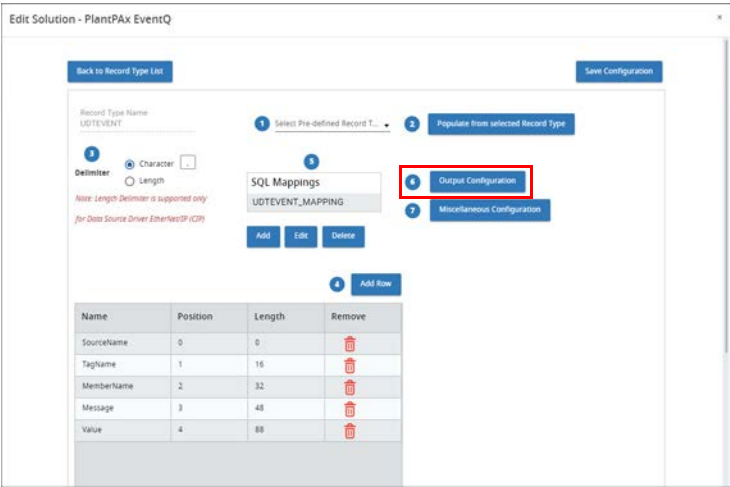 Edit Solution - PlantPAx EventQ
×
Back to Record Type List
Save Configuration
Record Type Name
UDTEVENT
1 Select Pre-defined Record T...
2 Populate from selected Record Type
3
Delimiter
Character .
Length
Note: Length Delimiter is supported only
for Data Source Driver EtherNet/IP (CIP)
5
SQL Mappings
UDTEVENT_MAPPING
Add Edit Delete
6 Output Configuration
7 Miscellaneous Configuration
4 Add Row
Name Position Length Remove
SourceName 0 0
TagName 1 16
MemberName 2 32
Message 3 48
Value 4 88